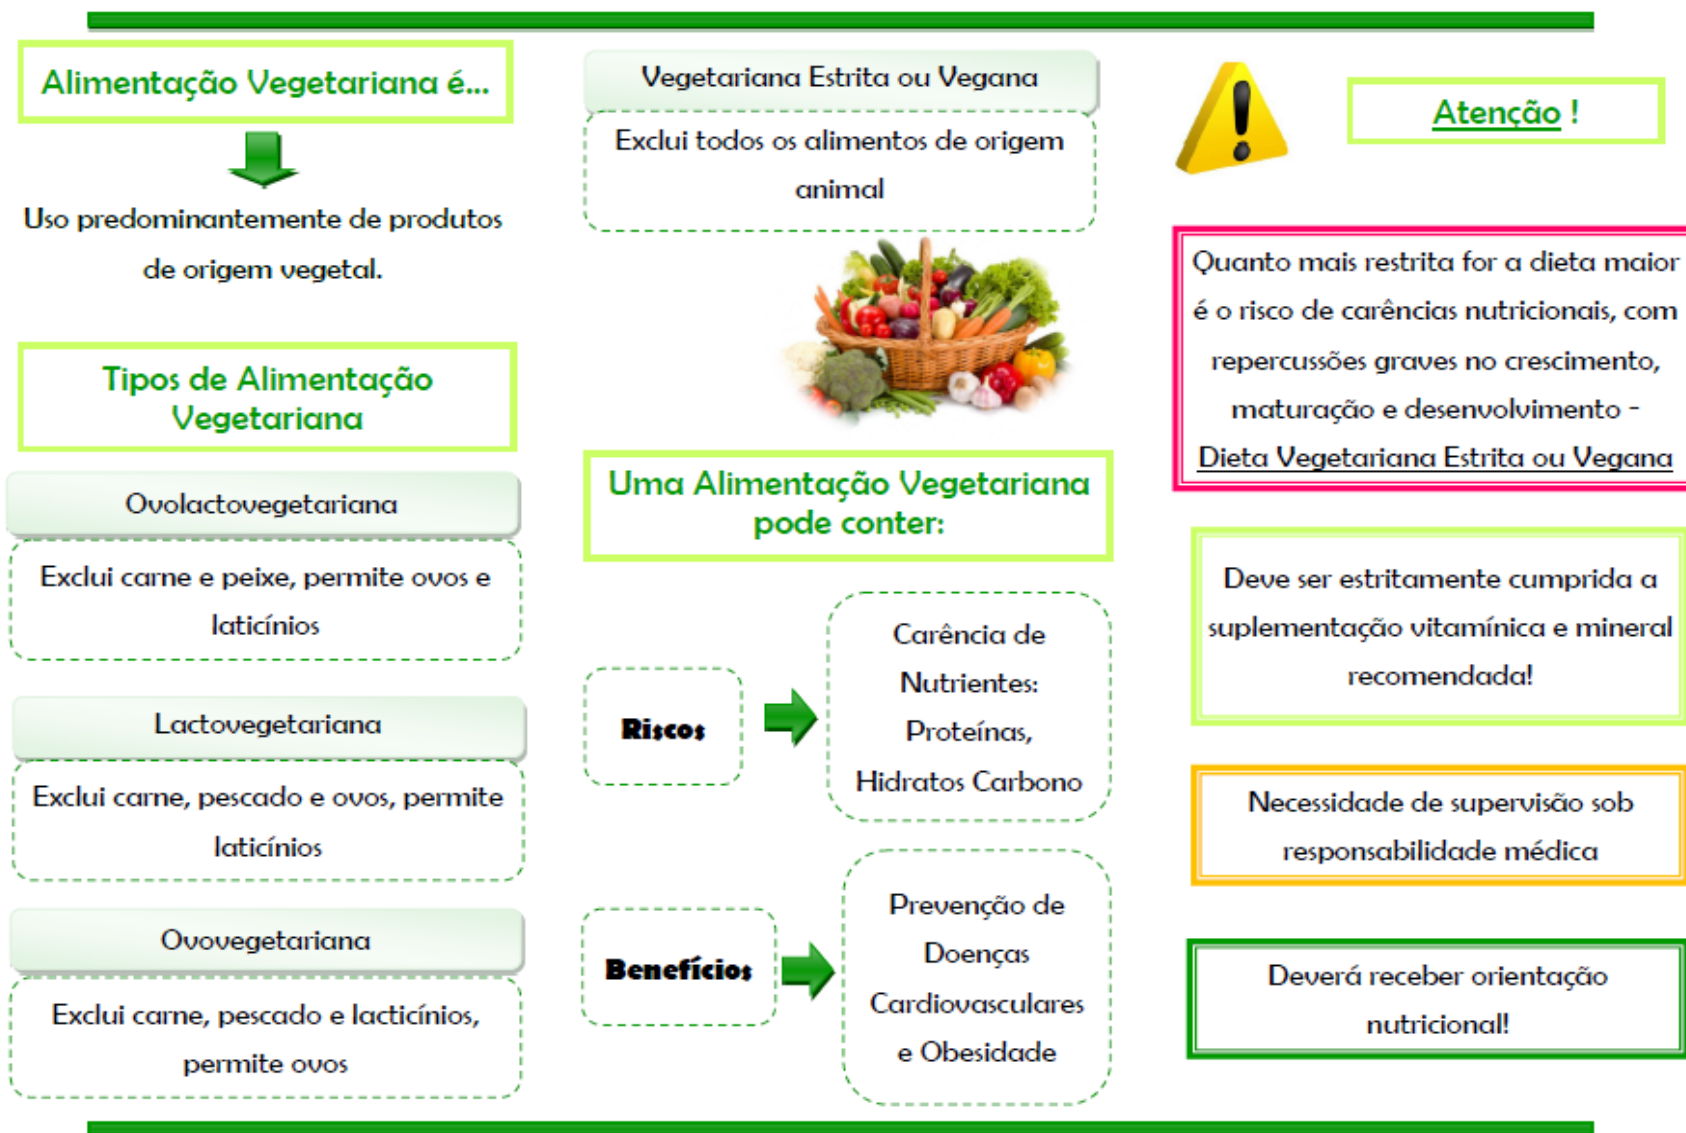 Alimentação Vegetariana é...
Uso predominantemente de produtos
de origem vegetal.
Tipos de Alimentação
Vegetariana
Ovolactovegetariana
Exclui carne e peixe, permite ovos e
laticínios
Lactovegetariana
Exclui carne, pescado e ovos, permite
laticínios
Ovovegetariana
Exclui carne, pescado e lacticínios,
permite ovos
Vegetariana Estrita ou Vegana
Exclui todos os alimentos de origem
animal
Uma Alimentação Vegetariana
pode conter:
Riscos
Carência de
Nutrientes:
Proteínas,
Hidratos Carbono
Benefícios
Prevenção de
Doenças
Cardiovasculares
e Obesidade
Atenção !
Quanto mais restrita for a dieta maior
é o risco de carências nutricionais, com
repercussões graves no crescimento,
maturação e desenvolvimento -
Dieta Vegetariana Estrita ou Vegana
Deve ser estritamente cumprida a
suplementação vitamínica e mineral
recomendada!
Necessidade de supervisão sob
responsabilidade médica
Deverá receber orientação
nutricional!